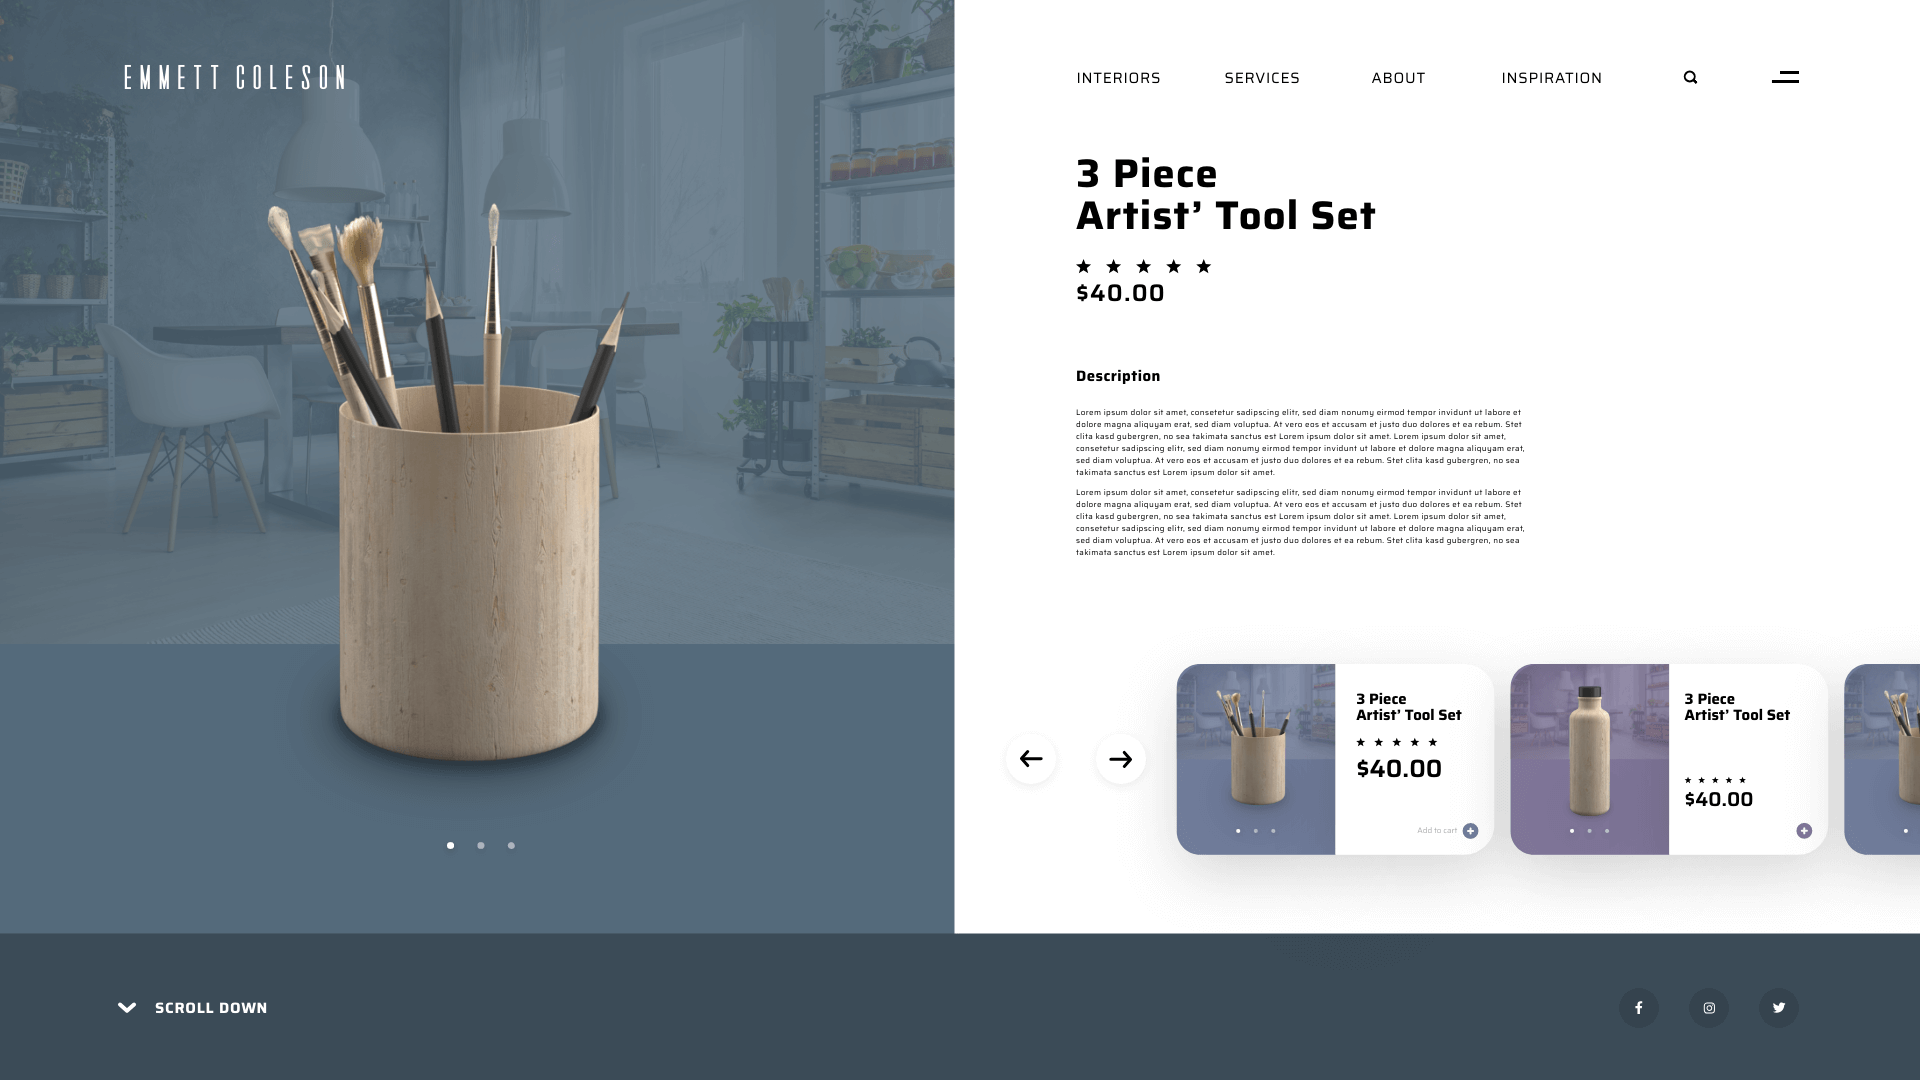 EMMETT COLESON
INTERIORS
SERVICES
ABOUT
INSPIRATION
3 Piece
Artist’ Tool Set
$40.00
Description
Lorem ipsum dolor sit amet, consetetur sadipscing elitr, sed diam nonumy eirmod tempor invidunt ut labore et
dolore magna aliquyam erat, sed diam voluptua. At vero eos et accusam et justo duo dolores et ea rebum. Stet
clita kasd gubergren, no sea takimata sanctus est Lorem ipsum dolor sit amet. Lorem ipsum dolor sit amet,
consetetur sadipscing elitr, sed diam nonumy eirmod tempor invidunt ut labore et dolore magna aliquyam erat,
sed diam voluptua. At vero eos et accusam et justo duo dolores et ea rebum. Stet clita kasd gubergren, no sea
takimata sanctus est Lorem ipsum dolor sit amet.
Lorem ipsum dolor sit amet, consetetur sadipscing elitr, sed diam nonumy eirmod tempor invidunt ut labore et
dolore magna aliquyam erat, sed diam voluptua. At vero eos et accusam et justo duo dolores et ea rebum. Stet
clita kasd gubergren, no sea takimata sanctus est Lorem ipsum dolor sit amet. Lorem ipsum dolor sit amet,
consetetur sadipscing elitr, sed diam nonumy eirmod tempor invidunt ut labore et dolore magna aliquyam erat,
sed diam voluptua. At vero eos et accusam et justo duo dolores et ea rebum. Stet clita kasd gubergren, no sea
takimata sanctus est Lorem ipsum dolor sit amet.
3 Piece
Artist’ Tool Set
$40.00
Add to cart
3 Piece
Artist’ Tool Set
$40.00
SCROLL DOWN